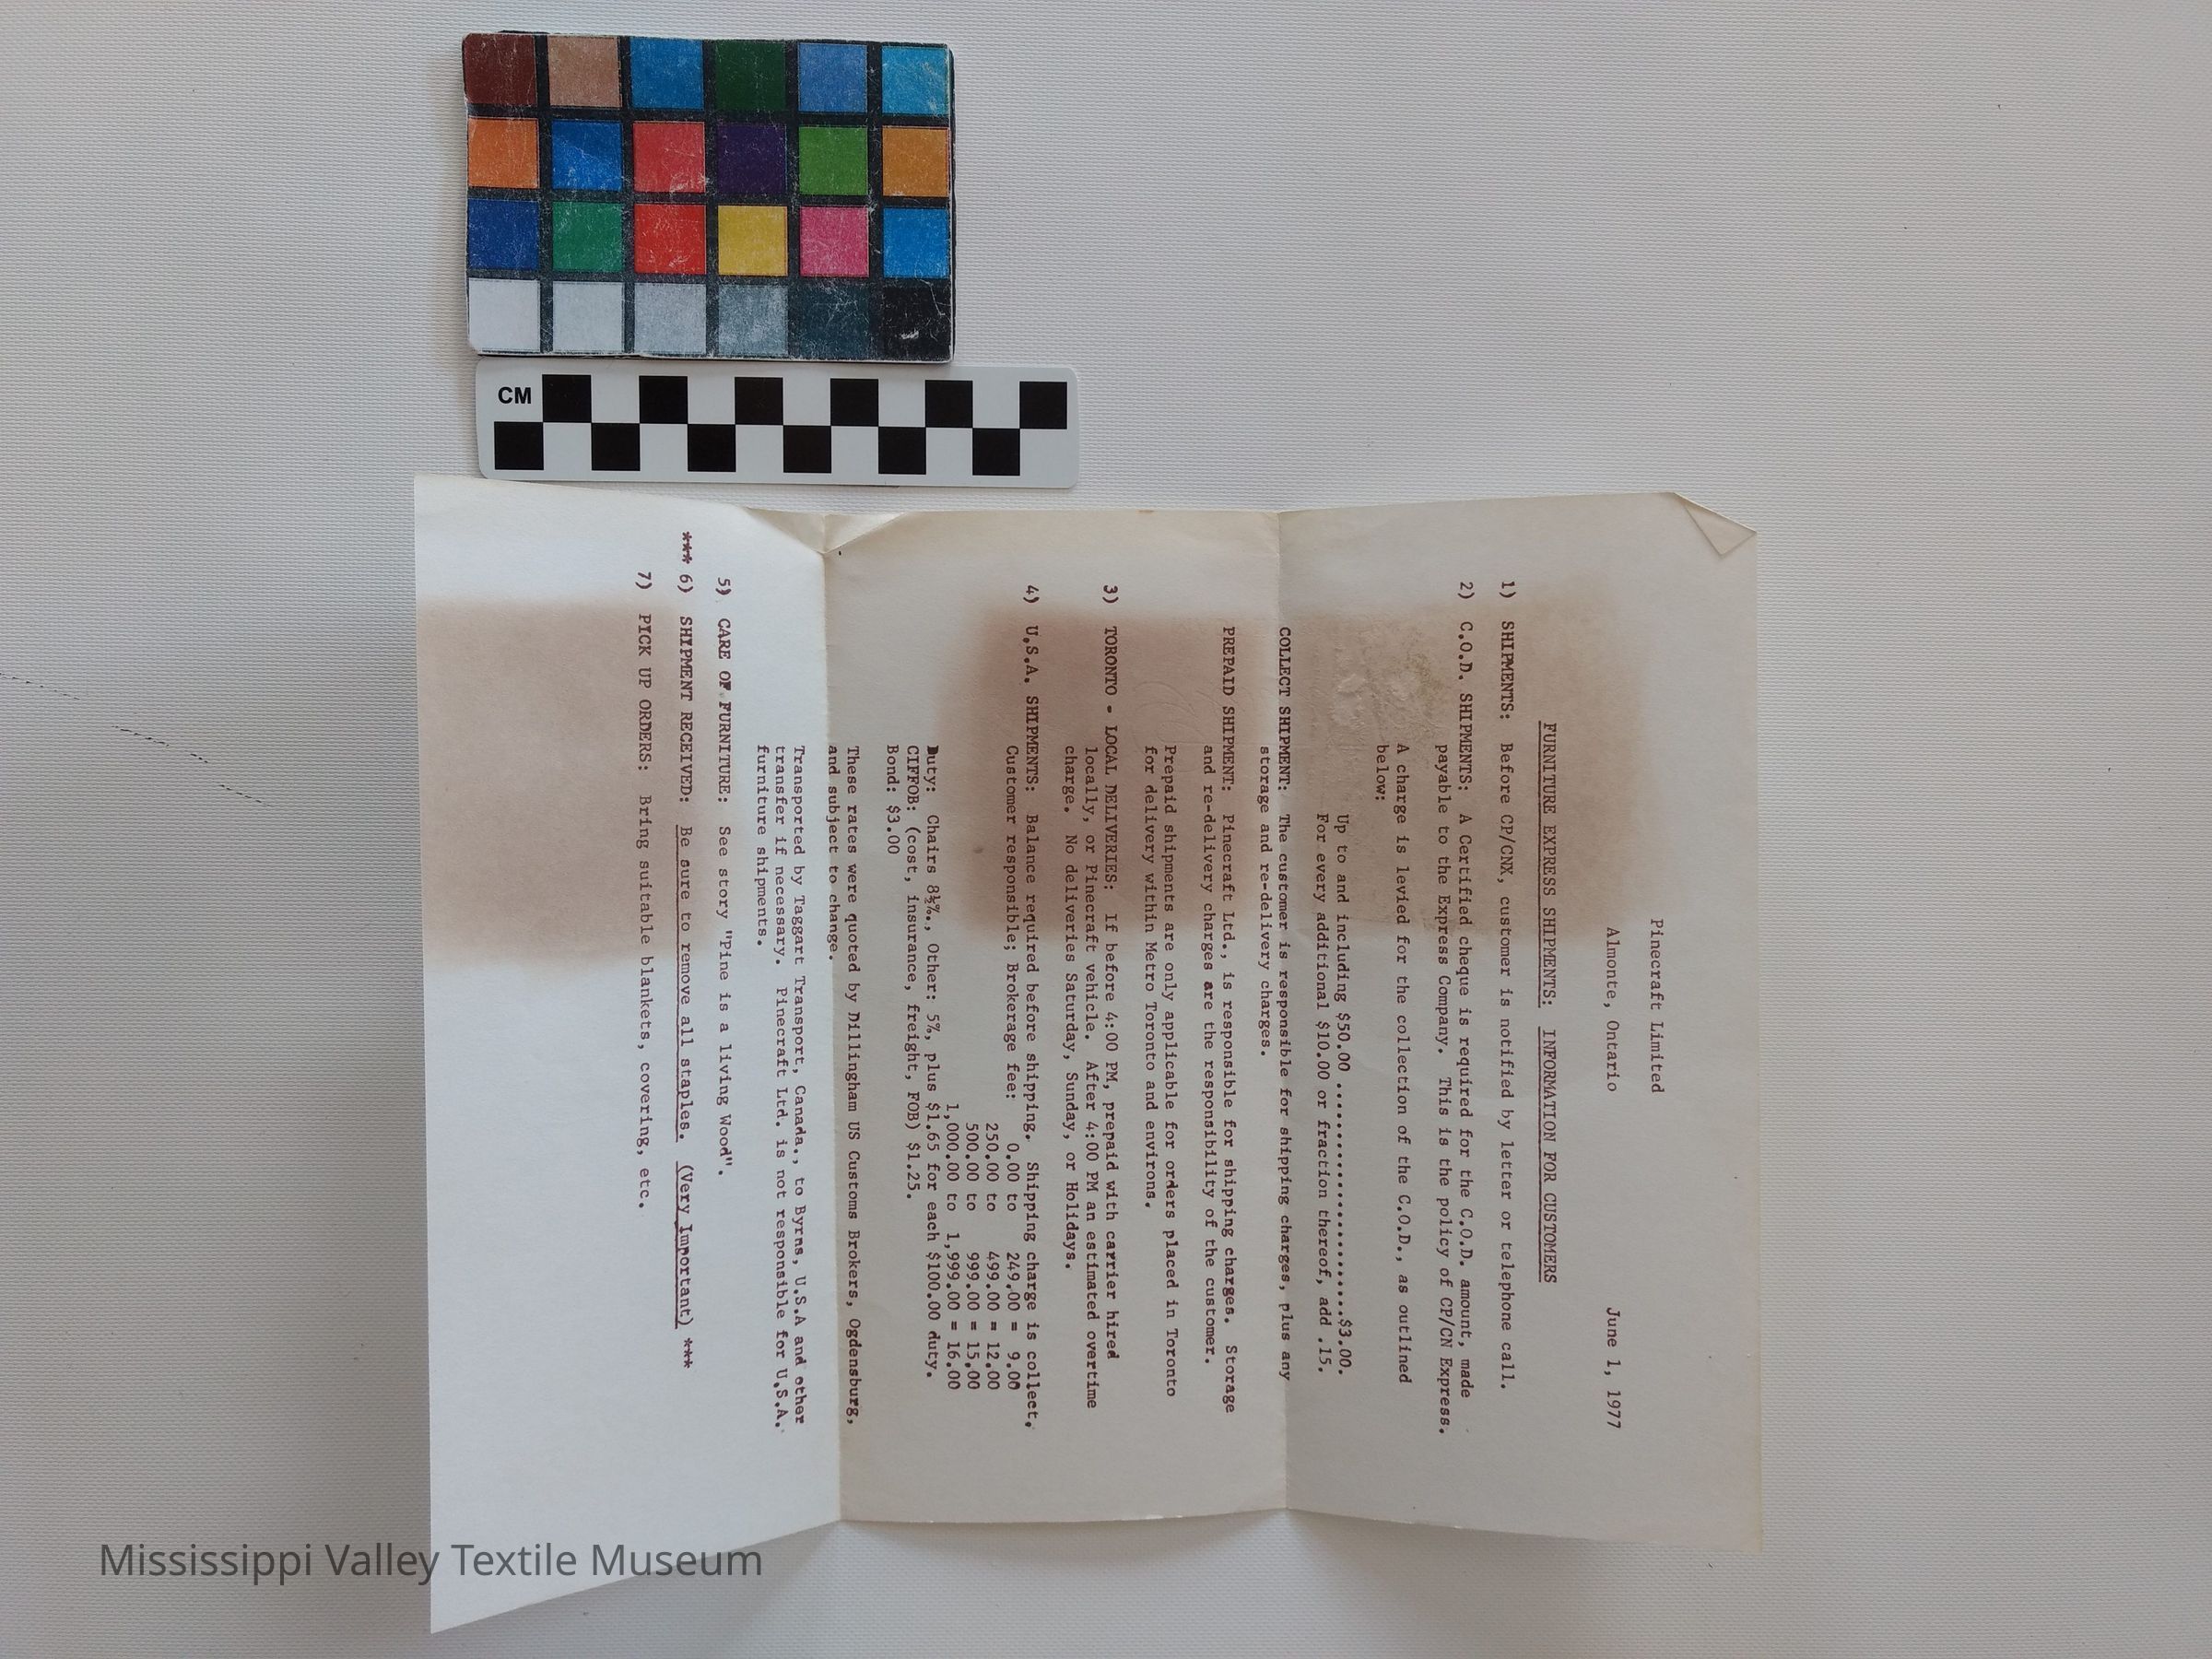 CM
Pinecraft Limited
Almonte, Ontario June 1, 1977
FURNITURE EXPRESS SHIPMENTS: INFORMATION FOR CUSTOMERS
1) SHIPMENTS: Before CP/CNX, customer is notified by letter or telephone call.
2) C.O.D. SHIPMENTS: A Certified cheque is required for the C.O.D. amount, made
payable to the Express Company. This is the policy of CP/CN Express.
A charge is levied for the collection of the C.O.D., as outlined
below:
Up to and including $50.00 ..............................$3.00.
For every additional $10.00 or fraction thereof, add .15.
COLLECT SHIPMENT: The customer is responsible for shipping charges, plus any
storage and re-delivery charges.
PREPAID SHIPMENT: Pinecraft Ltd., is responsible for shipping charges. Storage
and re-delivery charges are the responsibility of the customer.
Prepaid shipments are only applicable for orders placed in Toronto
for delivery within Metro Toronto and environs.
3) TORONTO - LOCAL DELIVERIES: If before 4:00 PM, prepaid with carrier hired
locally, or Pinecraft vehicle. After 4:00 PM an estimated overtime
charge. No deliveries Saturday, Sunday, or Holidays.
4) U.S.A. SHIPMENTS: Balance required before shipping. Shipping charge is collect.
Customer responsible; Brokerage fee: 0.00 to 249.00 = 9.00
250.00 to 499.00 = 12.00
500.00 to 999.00 = 15.00
1,000.00 to 1,999.00 = 16.00
Duty: Chairs 8½%., Other: 5%, plus $1.65 for each $100.00 duty.
CIFFOB: (cost, insurance, freight, FOB) $1.25.
Bond: $3.00
These rates were quoted by Dillingham US Customs Brokers, Ogdensburg,
and subject to change.
Transported by Taggart Transport, Canada., to Byrns, U.S.A and other
transfer if necessary. Pinecraft Ltd. is not responsible for U.S.A.
furniture shipments.
5) CARE OF FURNITURE: See story "Pine is a living Wood".
*** 6) SHIPMENT RECEIVED: Be sure to remove all staples. (Very Important) ***
7) PICK UP ORDERS: Bring suitable blankets, covering, etc.
Mississippi Valley Textile Museum